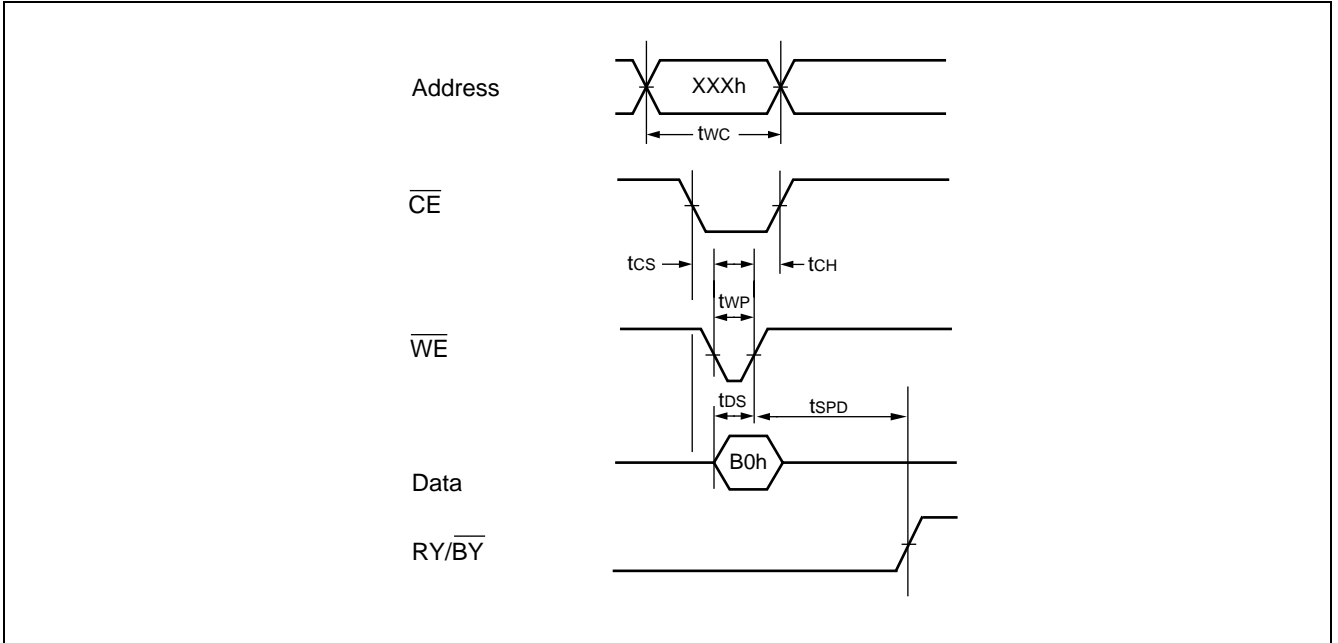 Address
XXXh
tWC
CE
tCS
tCH
tWP
WE
tDS
tSPD
B0h
Data
RY/BY